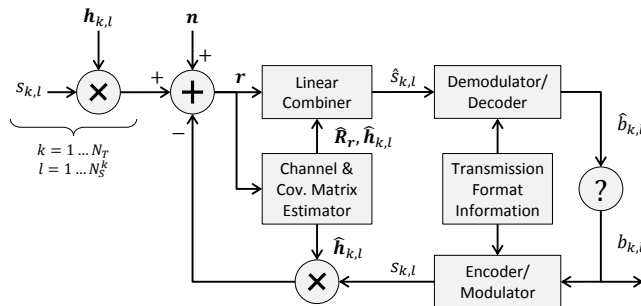 h_{k,l}
n
s_{k,l}
×
+
+
+
−
r
Linear
Combiner
ŝ_{k,l}
Demodulator/
Decoder
b̂_{k,l}
k = 1 … N_T
l = 1 … N_S^k
R̂_r, ĥ_{k,l}
Channel &
Cov. Matrix
Estimator
Transmission
Format
Information
?
ĥ_{k,l}
×
s_{k,l}
Encoder/
Modulator
b_{k,l}